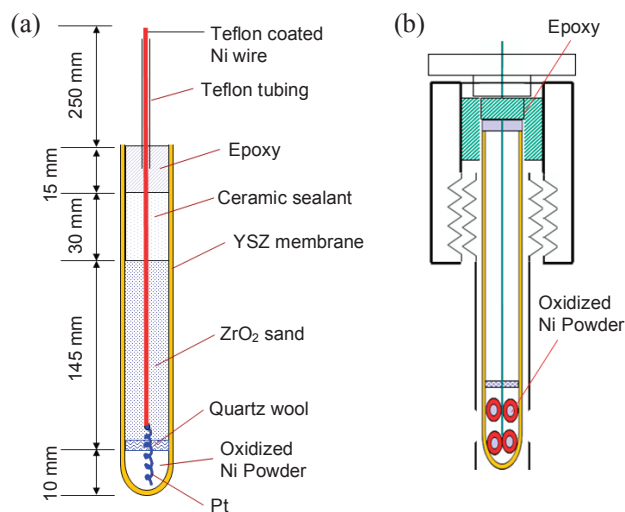 (a)
Teflon coated
Ni wire
Teflon tubing
250 mm
Epoxy
15 mm
Ceramic sealant
30 mm
YSZ membrane
ZrO₂ sand
145 mm
Quartz wool
Oxidized
Ni Powder
10 mm
Pt
(b)
Epoxy
Oxidized
Ni Powder